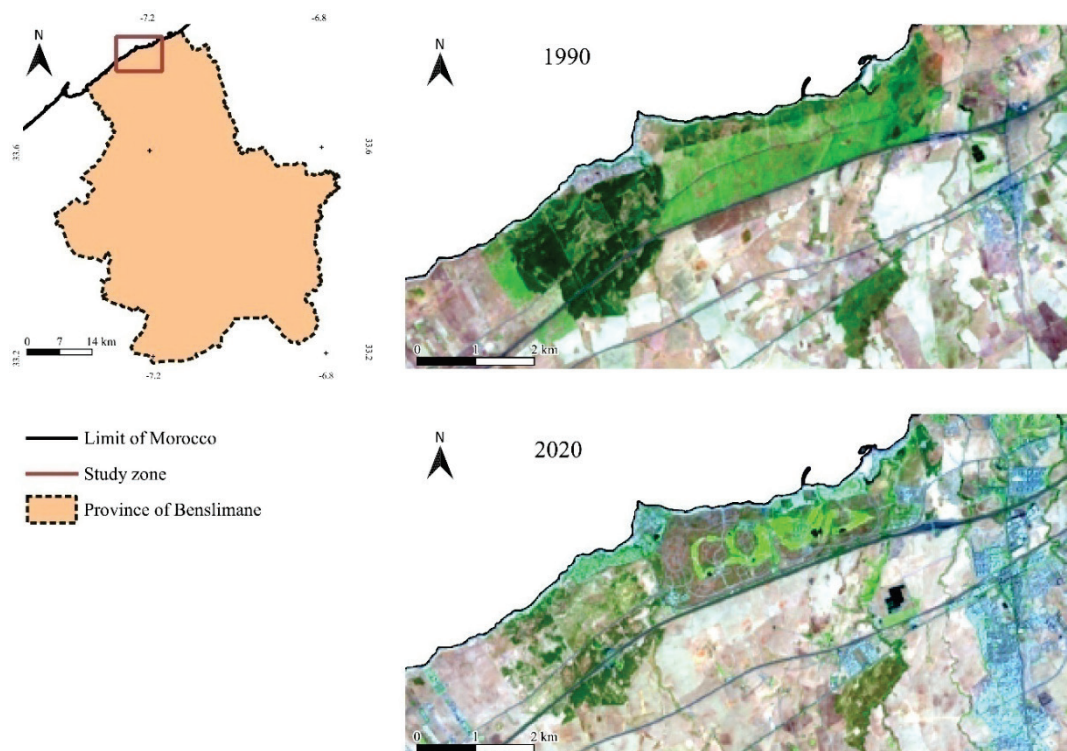 -7.2
-6.8
N
33.6
33.6
0 7 14 km
33.2
33.2
-7.2
-6.8
Limit of Morocco
Study zone
Province of Benslimane
N
1990
0 1 2 km
N
2020
0 1 2 km